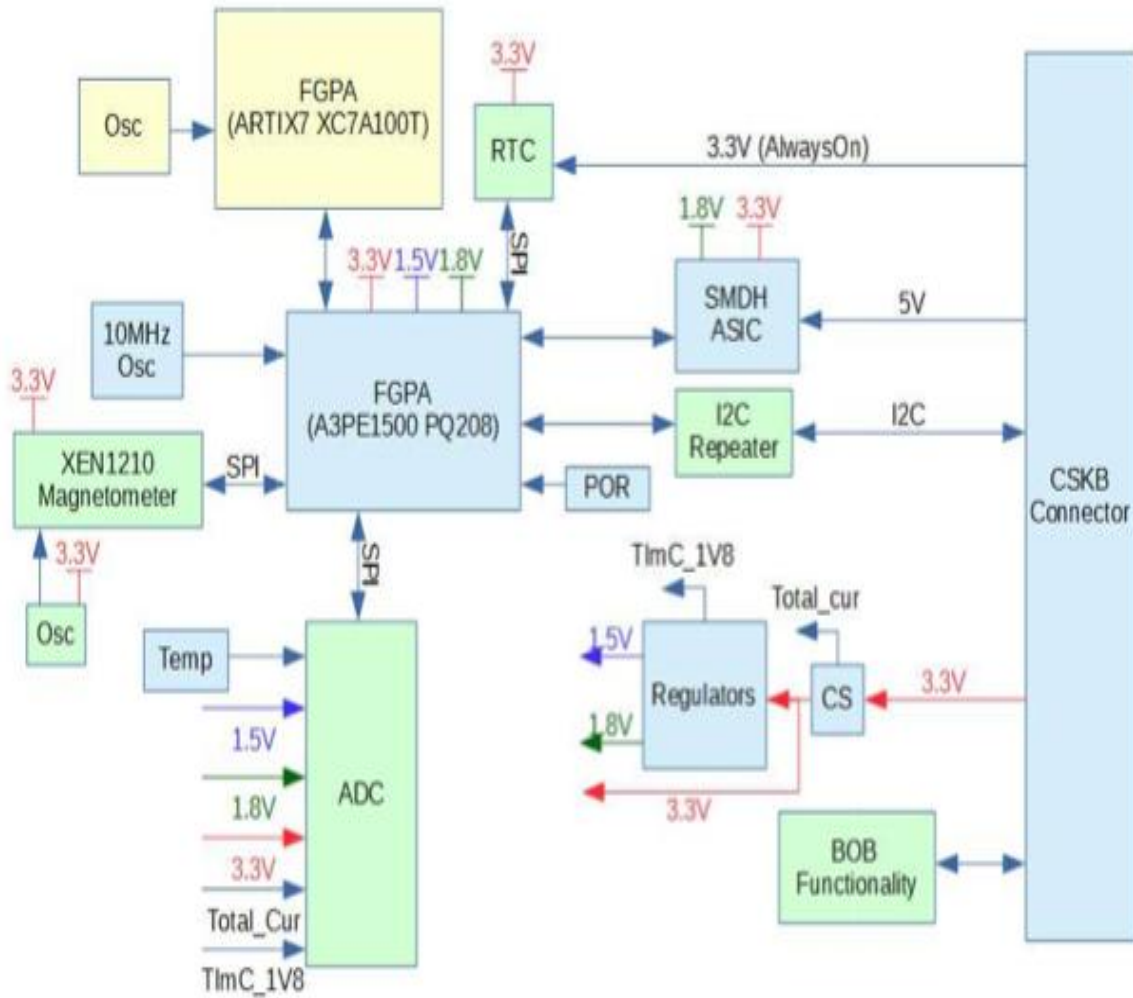 FGPA
(ARTIX7 XC7A100T)
Osc
3.3V
RTC
3.3V (AlwaysOn)
SPI
1.8V
3.3V
SMDH
ASIC
5V
3.3V
1.5V
1.8V
10MHz
Osc
FGPA
(A3PE1500 PQ208)
I2C
Repeater
I2C
3.3V
XEN1210
Magnetometer
SPI
POR
CSKB
Connector
3.3V
Osc
SPI
TlmC_1V8
Total_cur
Temp
1.5V
Regulators
CS
3.3V
1.5V
1.8V
ADC
1.8V
3.3V
3.3V
BOB
Functionality
Total_Cur
TlmC_1V8